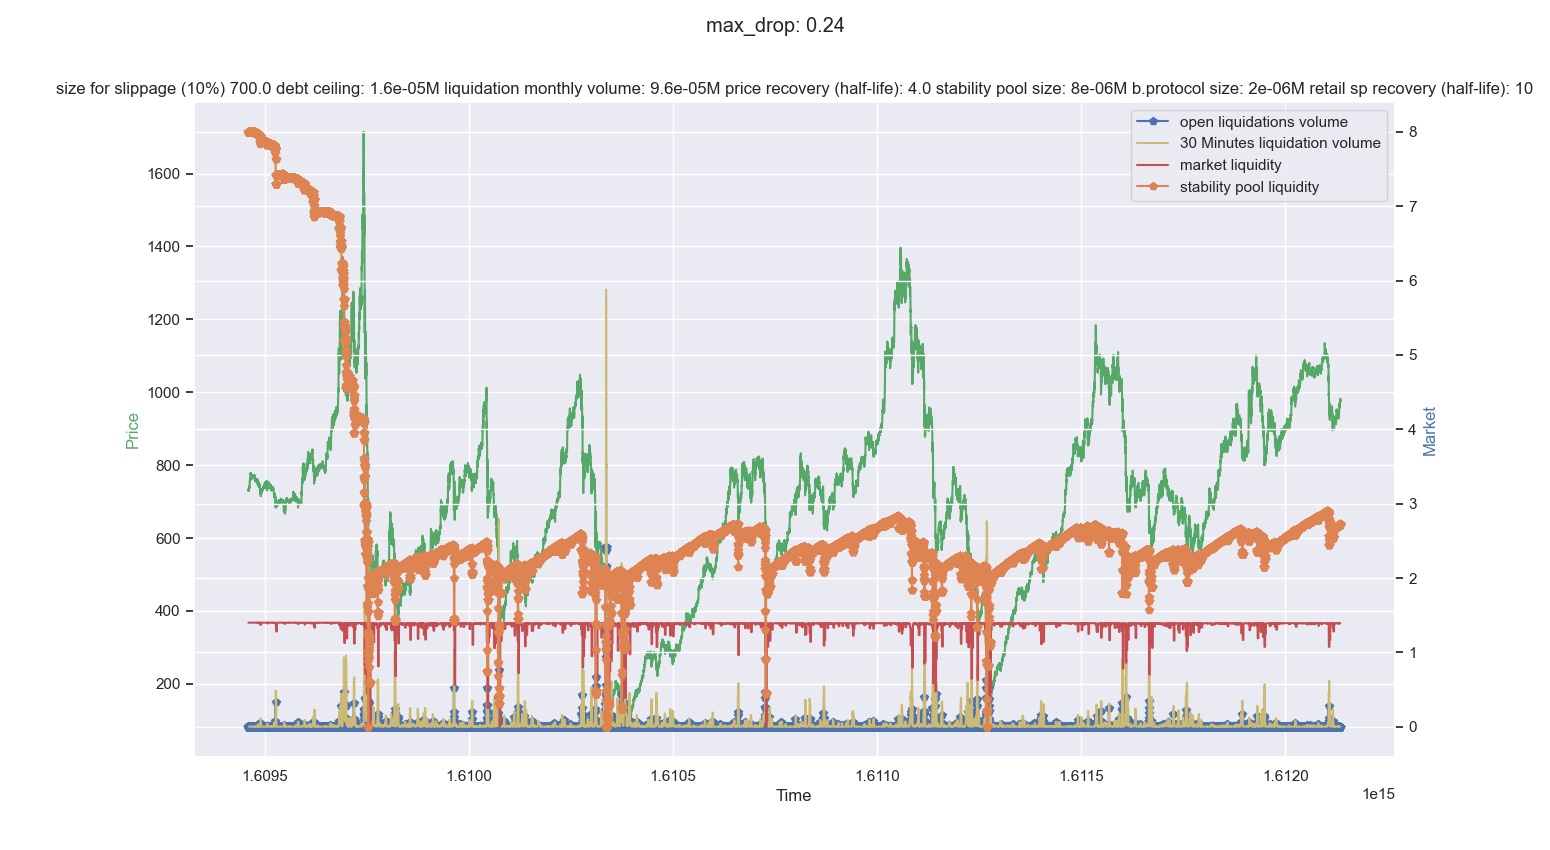 max_drop: 0.24
size for slippage (10%) 700.0 debt ceiling: 1.6e-05M liquidation monthly volume: 9.6e-05M price recovery (half-life): 4.0 stability pool size: 8e-06M b.protocol size: 2e-06M retail sp recovery (half-life): 10
open liquidations volume
30 Minutes liquidation volume
market liquidity
stability pool liquidity
1600
1400
1200
1000
800
600
400
200
Price
8
7
6
5
4
3
2
1
0
Market
1.6095 1.6100 1.6105 1.6110 1.6115 1.6120
Time
1e15